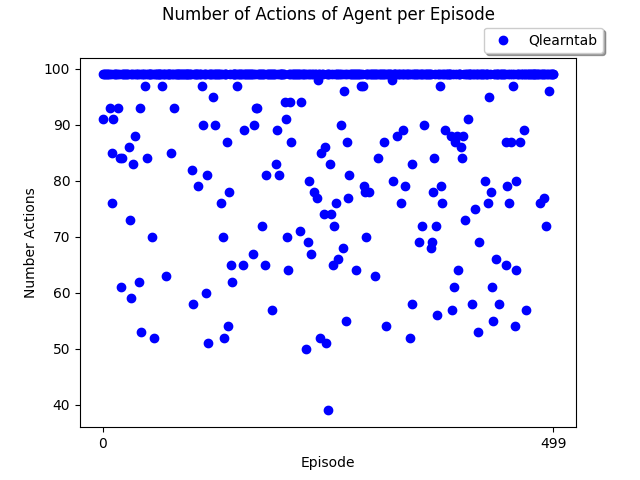 Number of Actions of Agent per Episode
Qlearntab
100
90
80
70
60
50
40
Number Actions
0
499
Episode